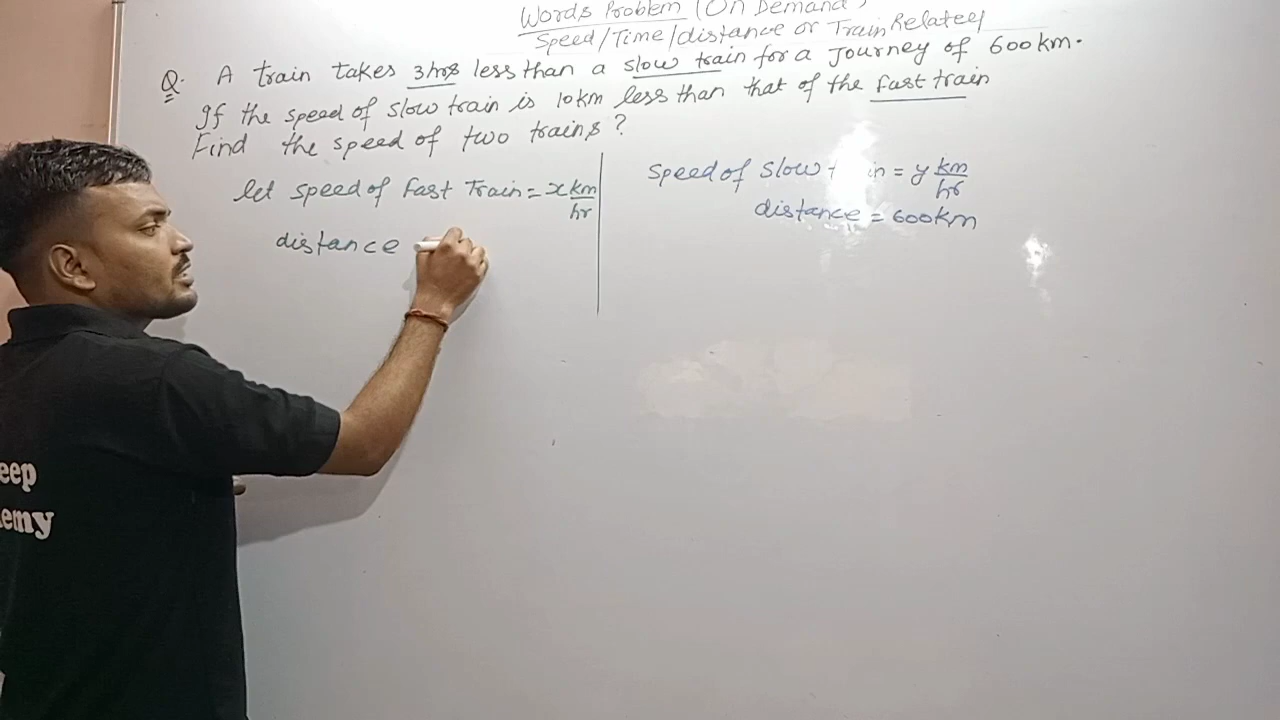 Words Problem (On Demand)
Speed/Time/distance or Train Related
Q. A train takes 3hrs less than a slow train for a Journey of 600km.
If the speed of slow train is 10km less than that of the fast train
Find the speed of two trains?
let speed of Fast Train = x km/hr
distance
Speed of Slow in = y km/hr
distance = 600km
eep
emy